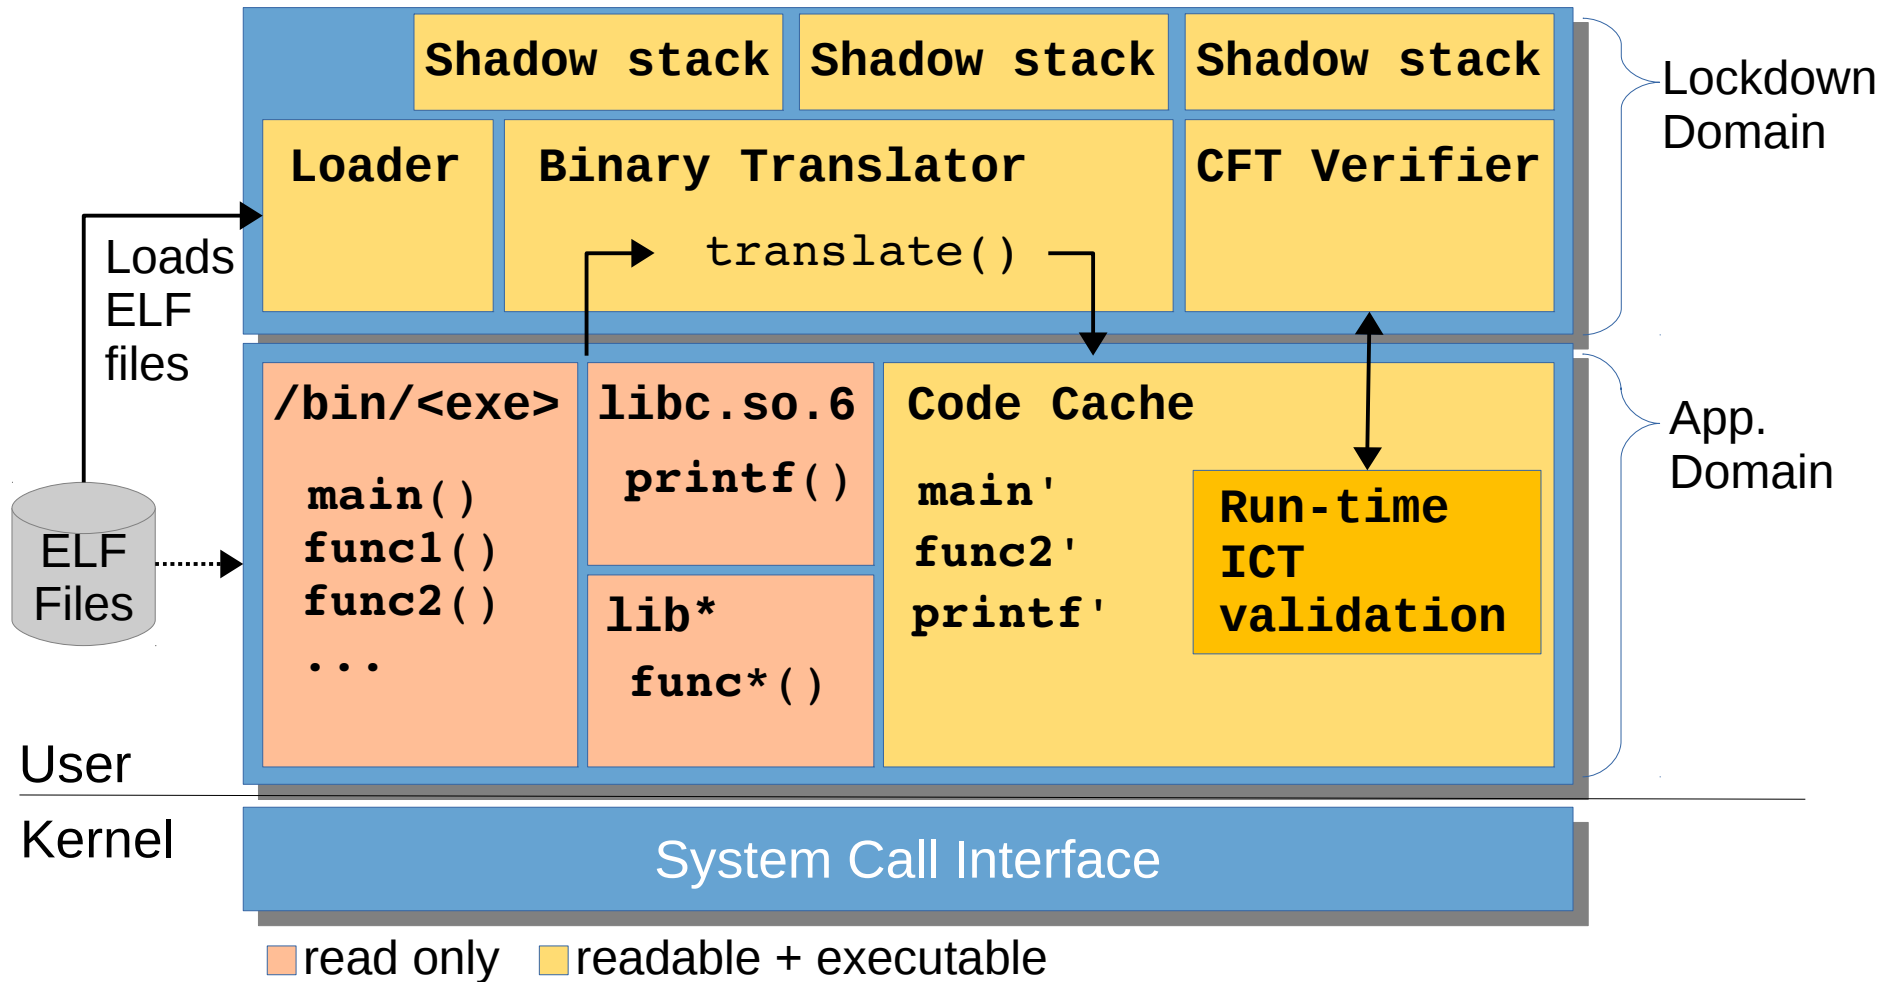 Shadow stack
Shadow stack
Shadow stack
Lockdown
Domain
Loader
Binary Translator
CFT Verifier
translate()
Loads
ELF
files
/bin/<exe>
main()
func1()
func2()
...
libc.so.6
printf()
lib*
func*()
Code Cache
main'
func2'
printf'
Run-time
ICT
validation
App.
Domain
ELF
Files
User
Kernel
System Call Interface
read only
readable + executable